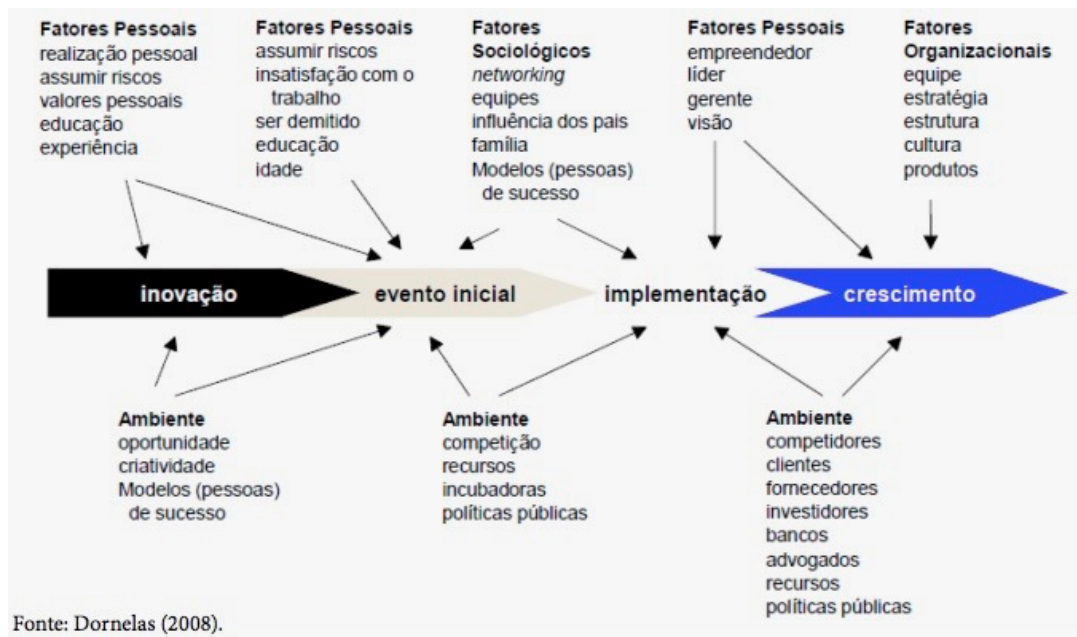 Fatores Pessoais
realização pessoal
assumir riscos
valores pessoais
educação
experiência
Fatores Pessoais
assumir riscos
insatisfação com o
trabalho
ser demitido
educação
idade
Fatores
Sociológicos
networking
equipes
influência dos pais
família
Modelos (pessoas)
de sucesso
Fatores Pessoais
empreendedor
líder
gerente
visão
Fatores
Organizacionais
equipe
estratégia
estrutura
cultura
produtos
inovação
evento inicial
implementação
crescimento
Ambiente
oportunidade
criatividade
Modelos (pessoas)
de sucesso
Ambiente
competição
recursos
incubadoras
políticas públicas
Ambiente
competidores
clientes
fornecedores
investidores
bancos
advogados
recursos
políticas públicas
Fonte: Dornelas (2008).